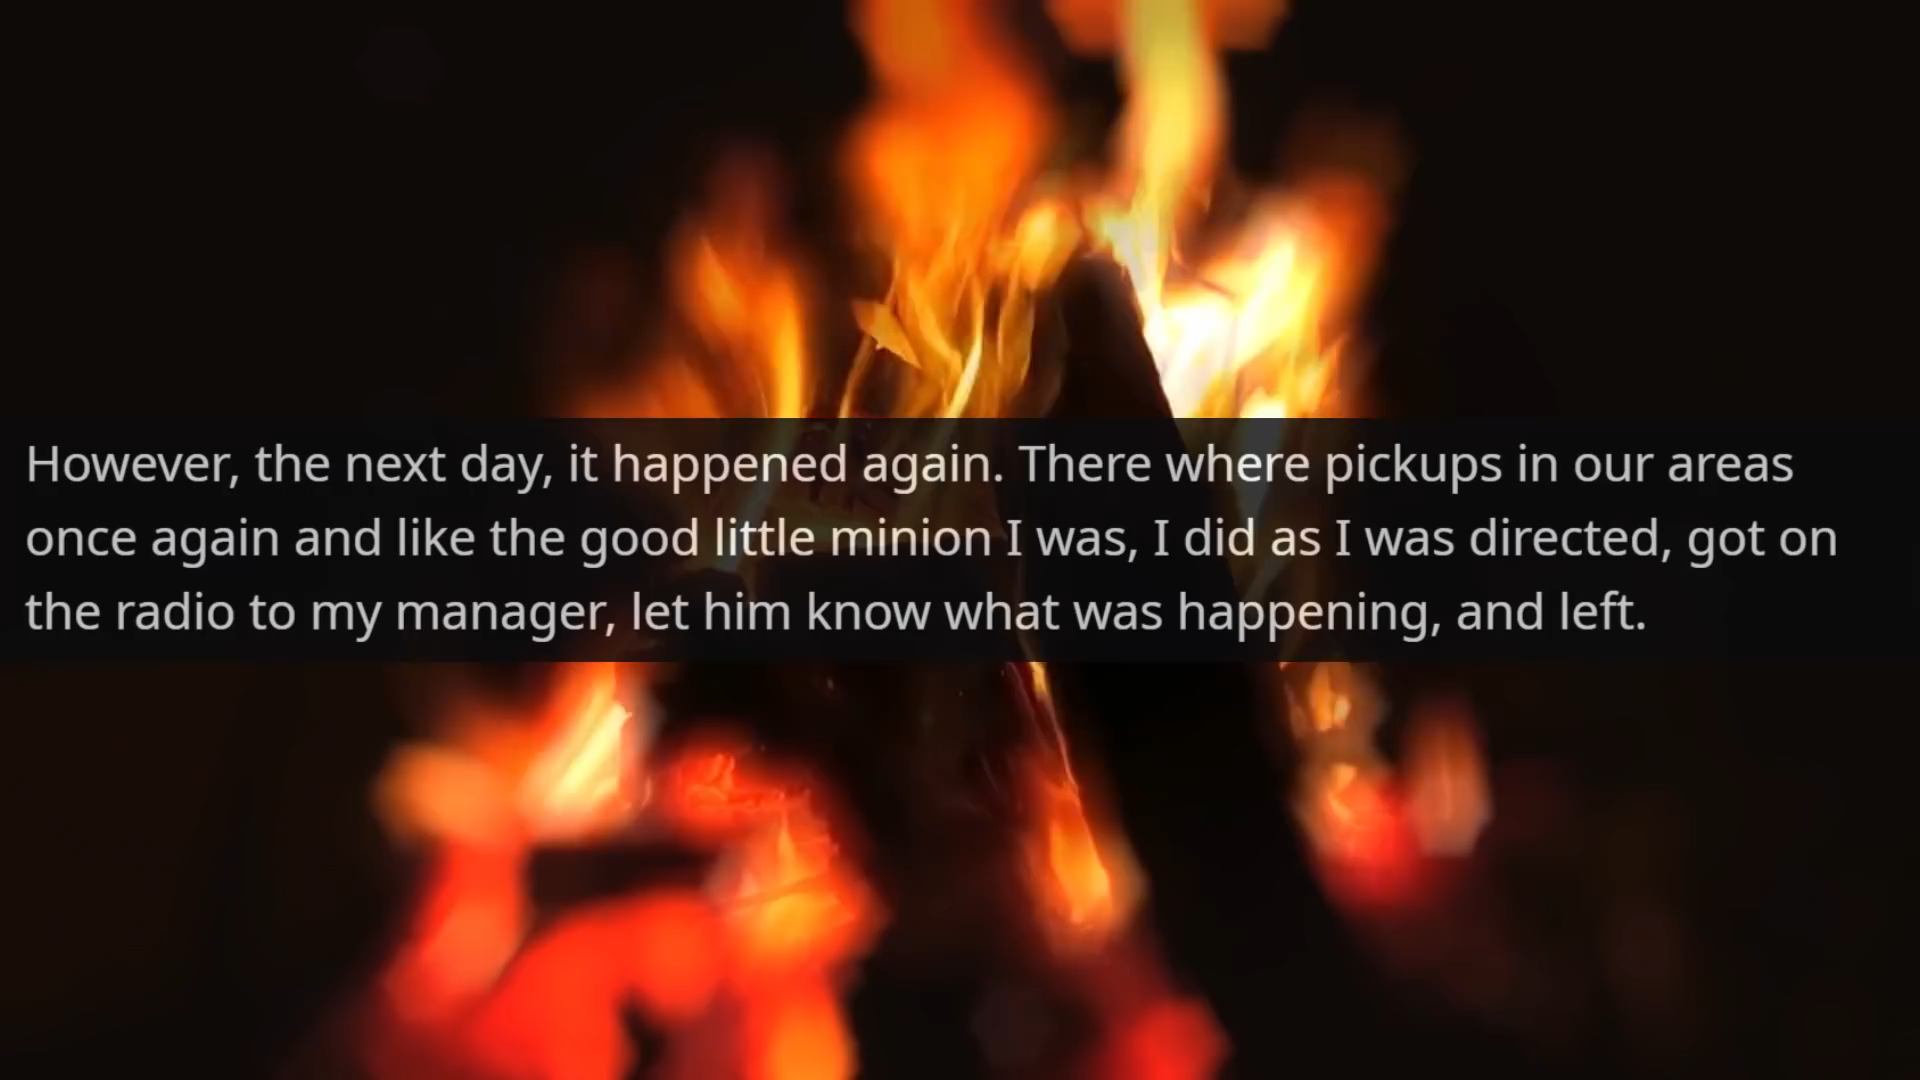 However, the next day, it happened again. There where pickups in our areas
once again and like the good little minion I was, I did as I was directed, got on
the radio to my manager, let him know what was happening, and left.